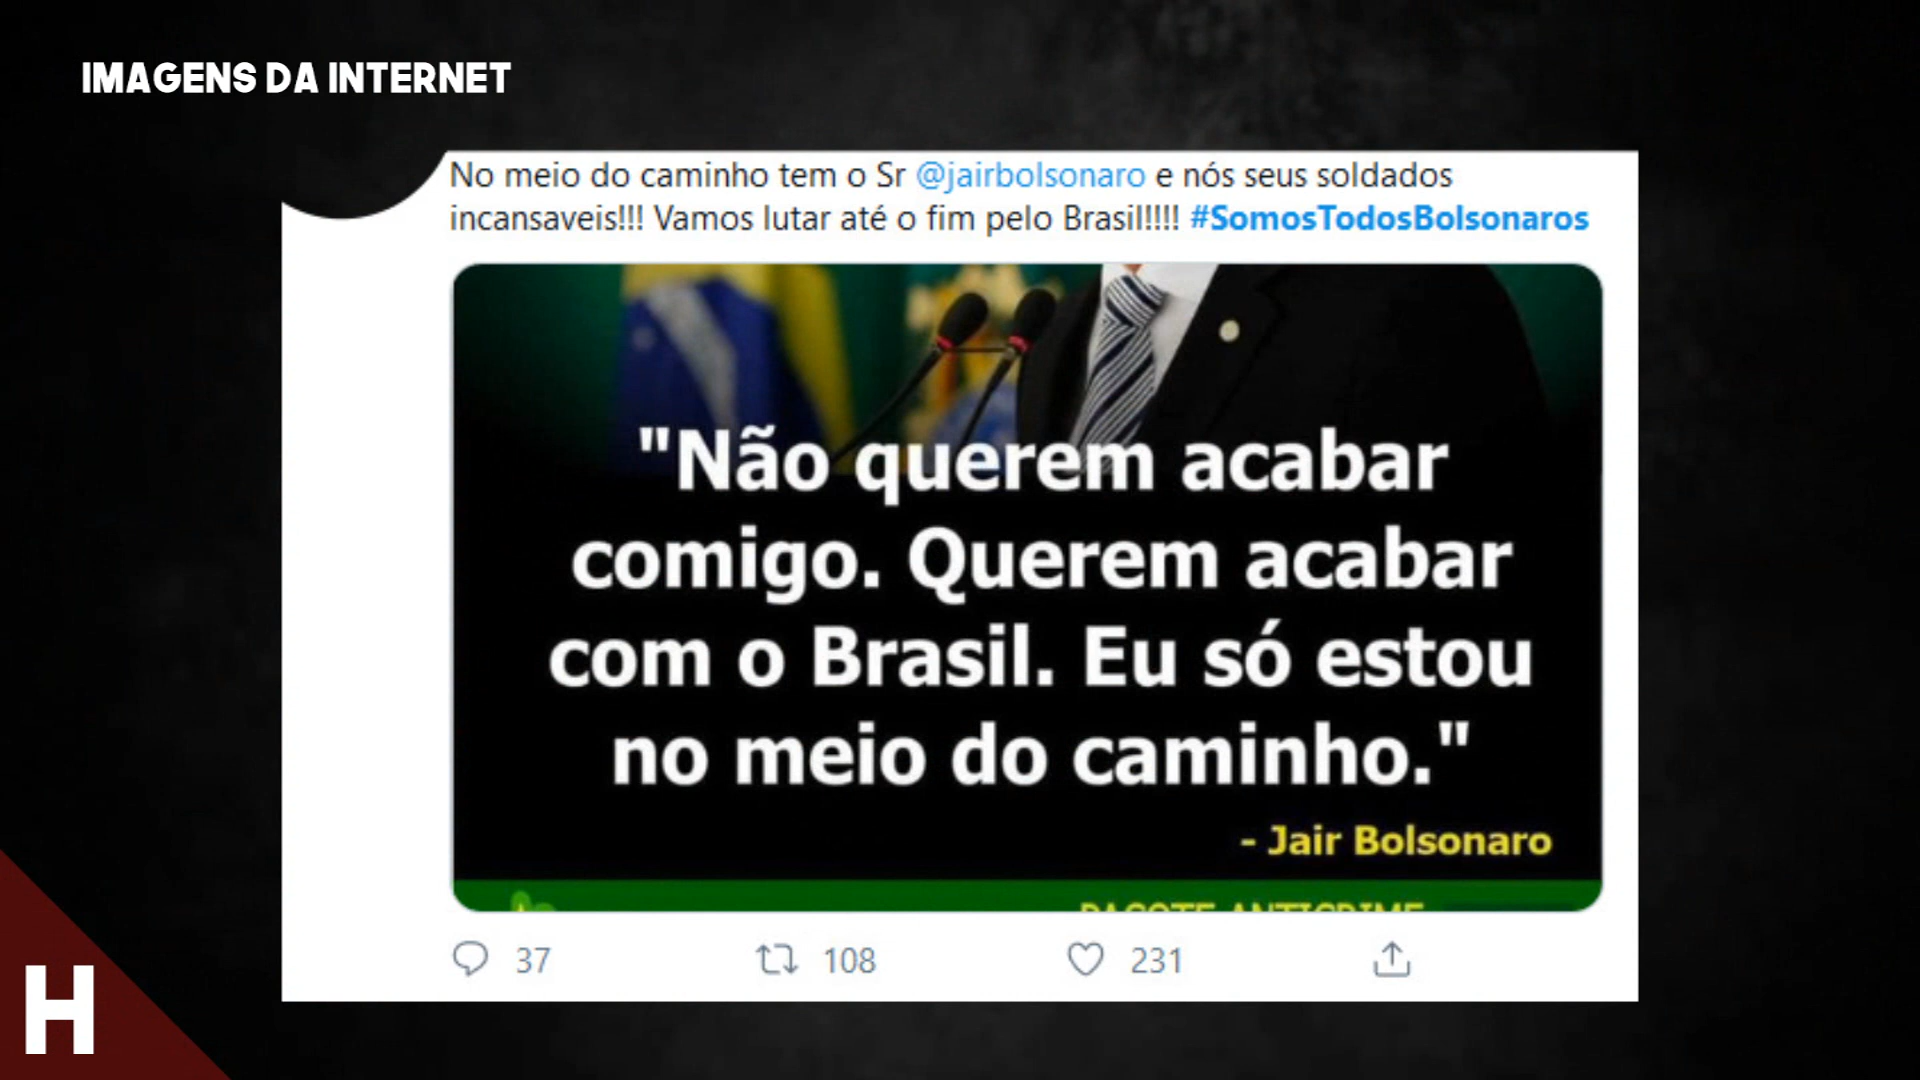 IMAGENS DA INTERNET
No meio do caminho tem o Sr @jairbolsonaro e nós seus soldados
incansaveis!!! Vamos lutar até o fim pelo Brasil!!!! #SomosTodosBolsonaros
"Não querem acabar
comigo. Querem acabar
com o Brasil. Eu só estou
no meio do caminho."
- Jair Bolsonaro
PACOTE ANTICRIME
37 108 231
H